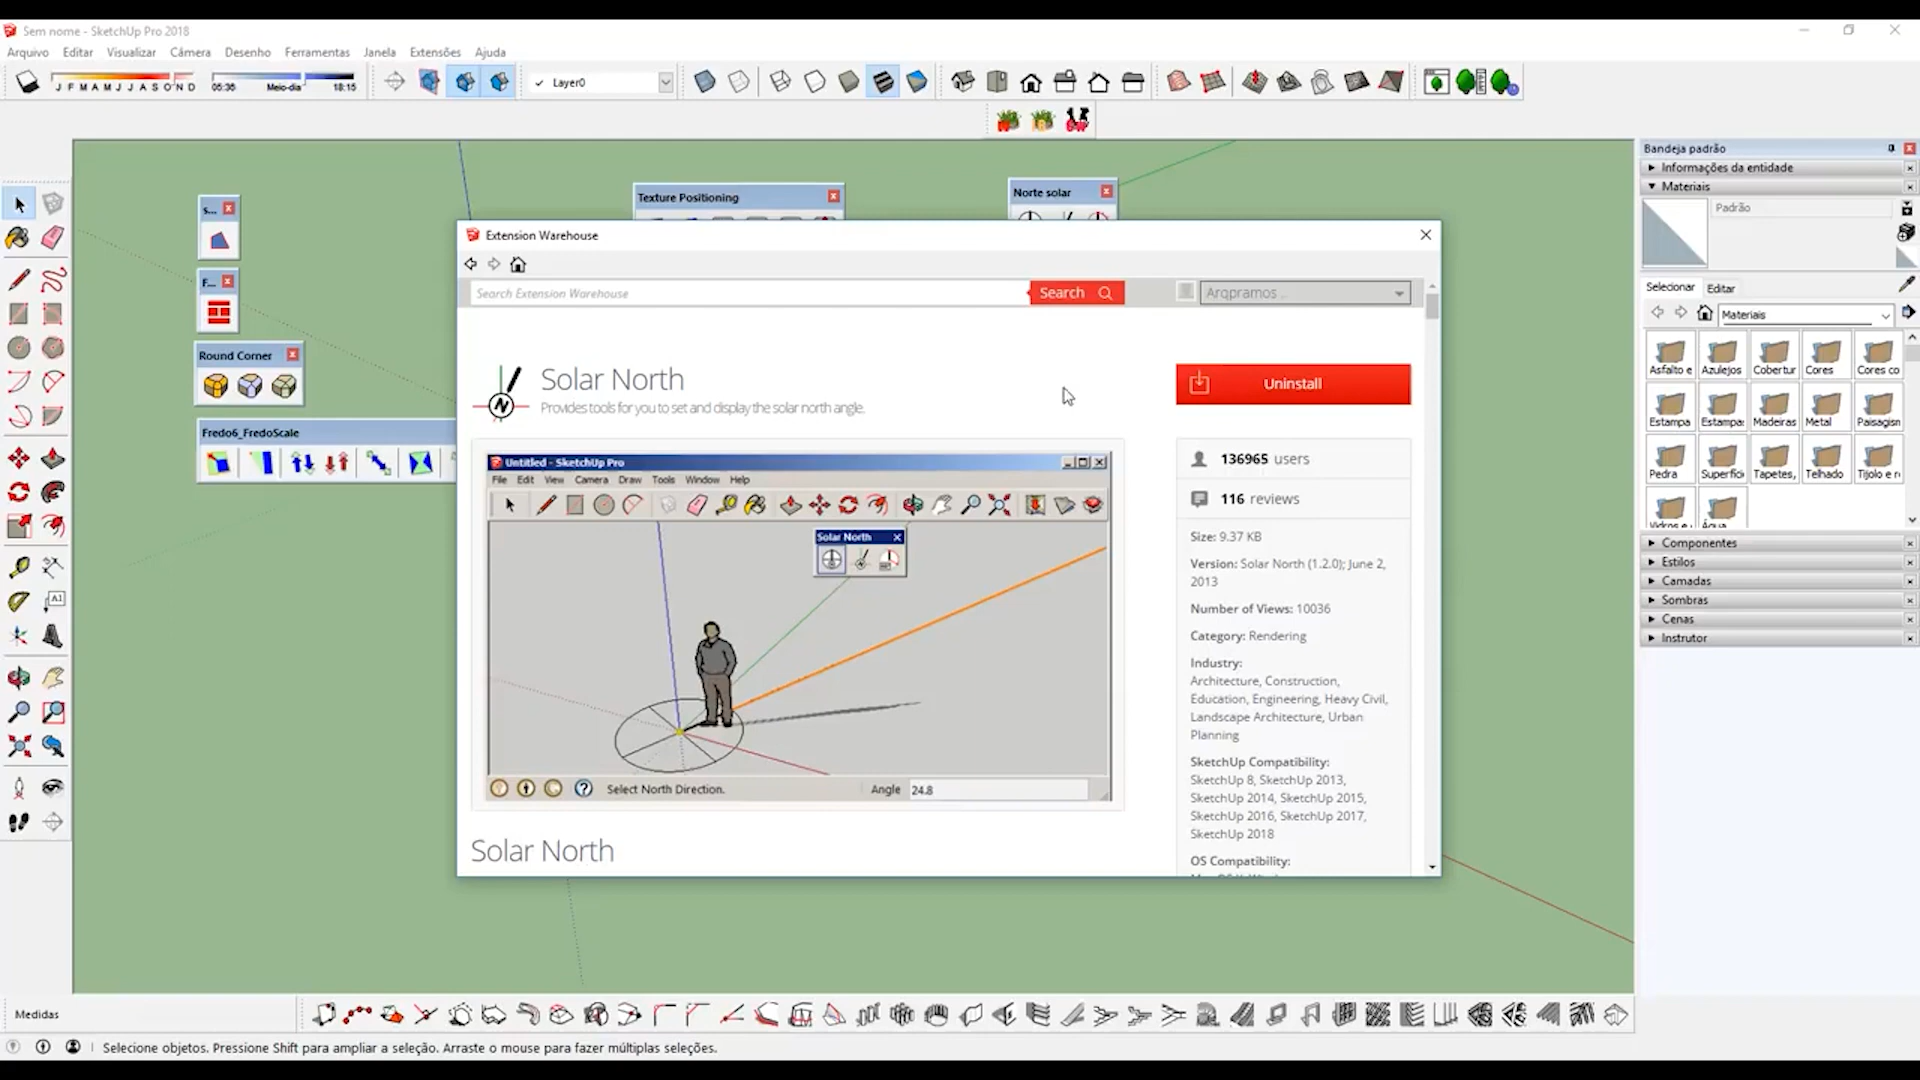 Sem nome - SketchUp Pro 2018
Arquivo Editar Visualizar Câmera Desenho Ferramentas Janela Extensões Ajuda
J F M A M J J A S O N D 05:36 Meio-dia 18:15 Layer0
Bandeja padrão
Informações da entidade
Materiais
Padrão
Selecionar Editar
Materiais
Asfalto e Azulejos Cobertur Cores Cores co
Estampa Estampa: Madeiras Metal Paisagism
Pedra Superfíci Tapetes, Telhado Tijolo e r
Vidros e Água
Componentes
Estilos
Camadas
Sombras
Cenas
Instrutor
s...
F...
Round Corner
Fredo6_FredoScale
Texture Positioning
Norte solar
Extension Warehouse
Search Extension Warehouse Search Arqpramos .
Solar North
Provides tools for you to set and display the solar north angle.
Uninstall
Untitled - SketchUp Pro
File Edit View Camera Draw Tools Window Help
Solar North
Select North Direction. Angle 24.8
Solar North
136965 users
116 reviews
Size: 9.37 KB
Version: Solar North (1.2.0); June 2,
2013
Number of Views: 10036
Category: Rendering
Industry:
Architecture, Construction,
Education, Engineering, Heavy Civil,
Landscape Architecture, Urban
Planning
SketchUp Compatibility:
SketchUp 8, SketchUp 2013,
SketchUp 2014, SketchUp 2015,
SketchUp 2016, SketchUp 2017,
SketchUp 2018
OS Compatibility:
Medidas
Selecione objetos. Pressione Shift para ampliar a seleção. Arraste o mouse para fazer múltiplas seleções.